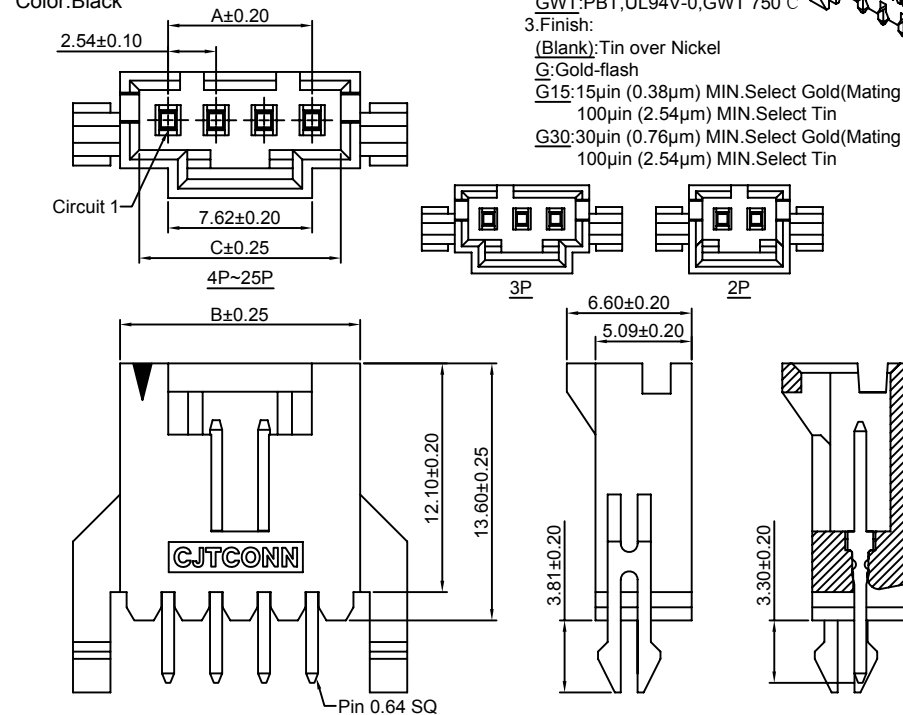 Color:Black
GWT:PBT,UL94V-0,GWT 750℃
3.Finish:
(Blank):Tin over Nickel
G:Gold-flash
G15:15µin (0.38µm) MIN.Select Gold(Mating
100µin (2.54µm) MIN.Select Tin
G30:30µin (0.76µm) MIN.Select Gold(Mating
100µin (2.54µm) MIN.Select Tin
A±0.20
2.54±0.10
Circuit 1
7.62±0.20
C±0.25
4P~25P
3P
2P
B±0.25
6.60±0.20
5.09±0.20
12.10±0.20
13.60±0.25
3.81±0.20
3.30±0.20
CJTCONN
Pin 0.64 SQ